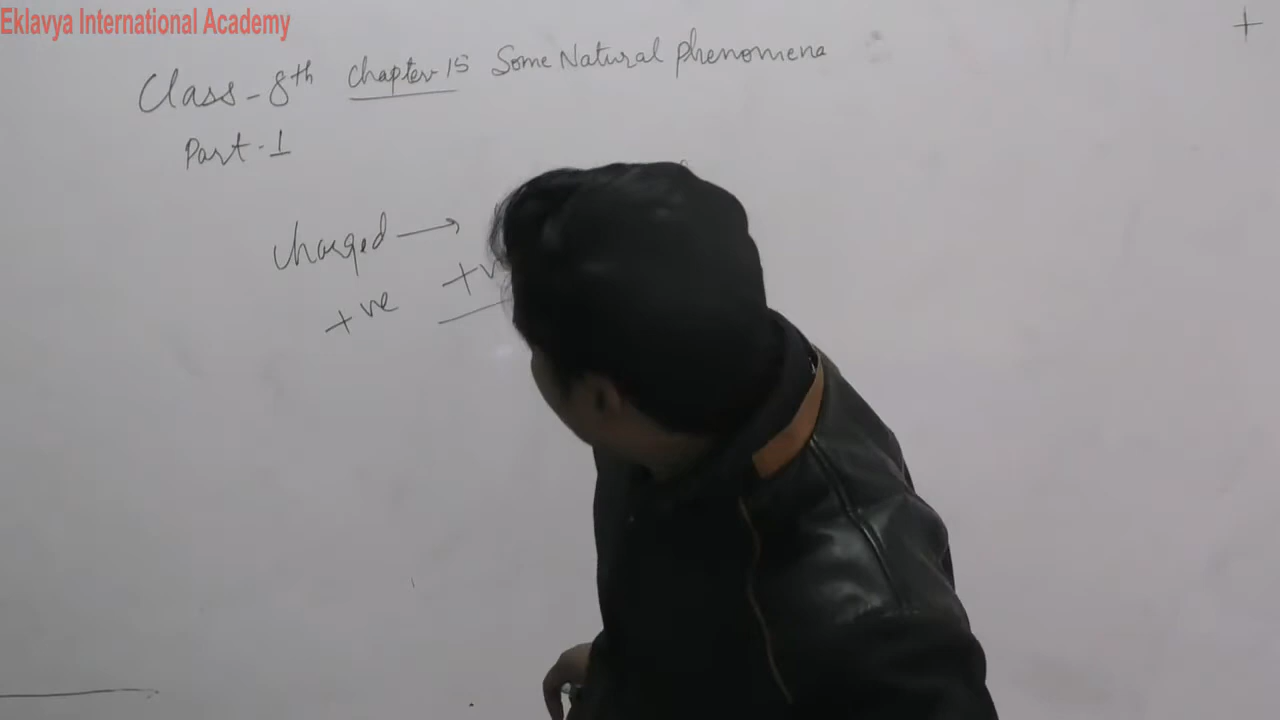 Eklavya International Academy
+
Class - 8th Chapter 15 Some Natural Phenomena
Part - 1
Charged →
+ve +v